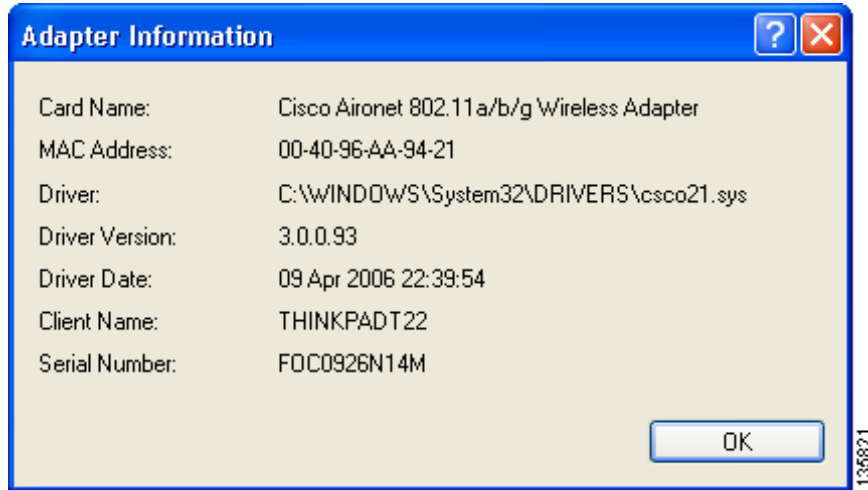 Adapter Information
Card Name: Cisco Aironet 802.11a/b/g Wireless Adapter
MAC Address: 00-40-96-AA-94-21
Driver: C:\WINDOWS\System32\DRIVERS\csco21.sys
Driver Version: 3.0.0.93
Driver Date: 09 Apr 2006 22:39:54
Client Name: THINKPADT22
Serial Number: FOC0926N14M
OK
135821